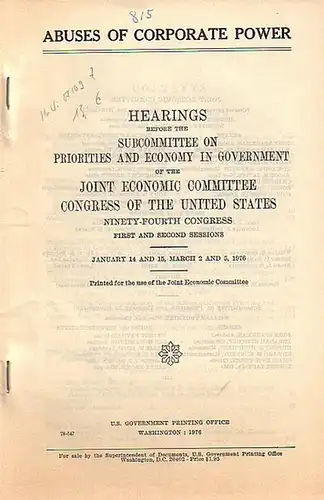 815
ABUSES OF CORPORATE POWER
HEARINGS
BEFORE THE
SUBCOMMITTEE ON
PRIORITIES AND ECONOMY IN GOVERNMENT
OF THE
JOINT ECONOMIC COMMITTEE
CONGRESS OF THE UNITED STATES
NINETY-FOURTH CONGRESS
FIRST AND SECOND SESSIONS
JANUARY 14 AND 15, MARCH 2 AND 5, 1976
Printed for the use of the Joint Economic Committee
U.S. GOVERNMENT PRINTING OFFICE
78-547 WASHINGTON : 1976
For sale by the Superintendent of Documents, U.S. Government Printing Office
Washington, D.C. 20402 - Price $1.95